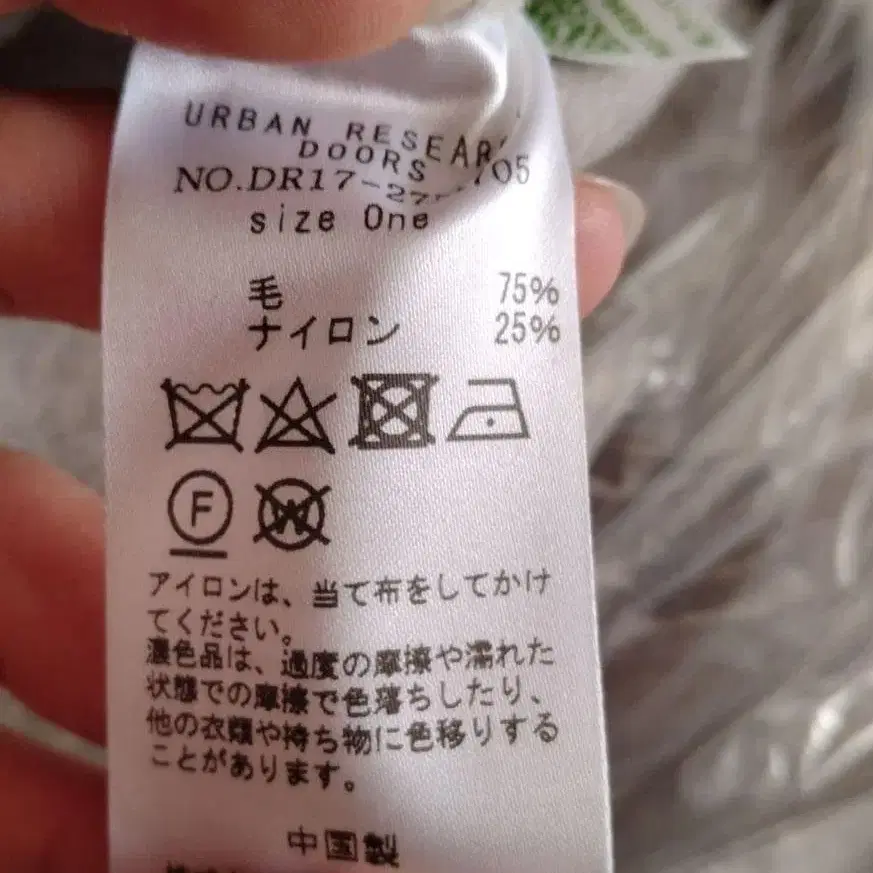 URBAN RESEAR
DOORS
NO.DR17-27 705
size One
毛 75%
ナイロン 25%
F
W
アイロンは、当て布をしてかけ
てください。
濃色品は、過度の摩擦や濡れた
状態での摩擦で色落ちしたり、
他の衣類や持ち物に色移りする
ことがあります。
中国製